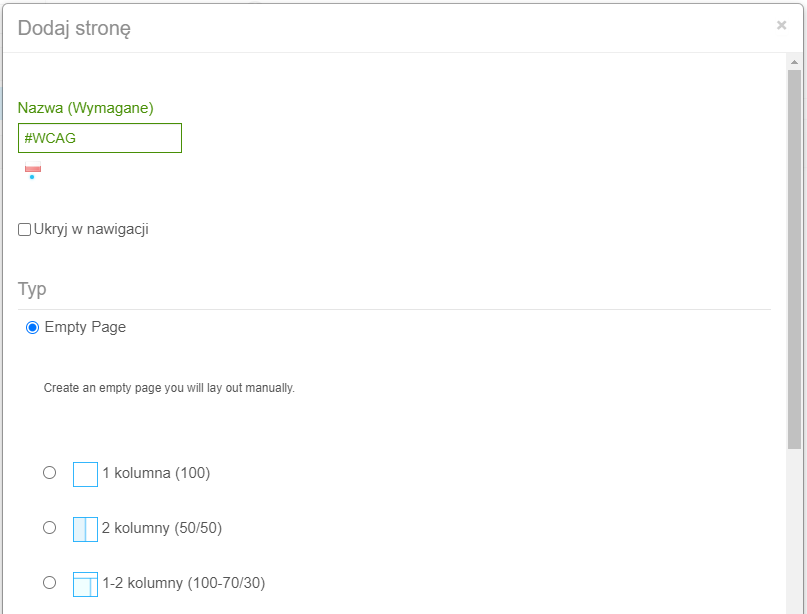 Dodaj stronę
×
Nazwa (Wymagane)
#WCAG
Ukryj w nawigacji
Typ
Empty Page
Create an empty page you will lay out manually.
1 kolumna (100)
2 kolumny (50/50)
1-2 kolumny (100-70/30)